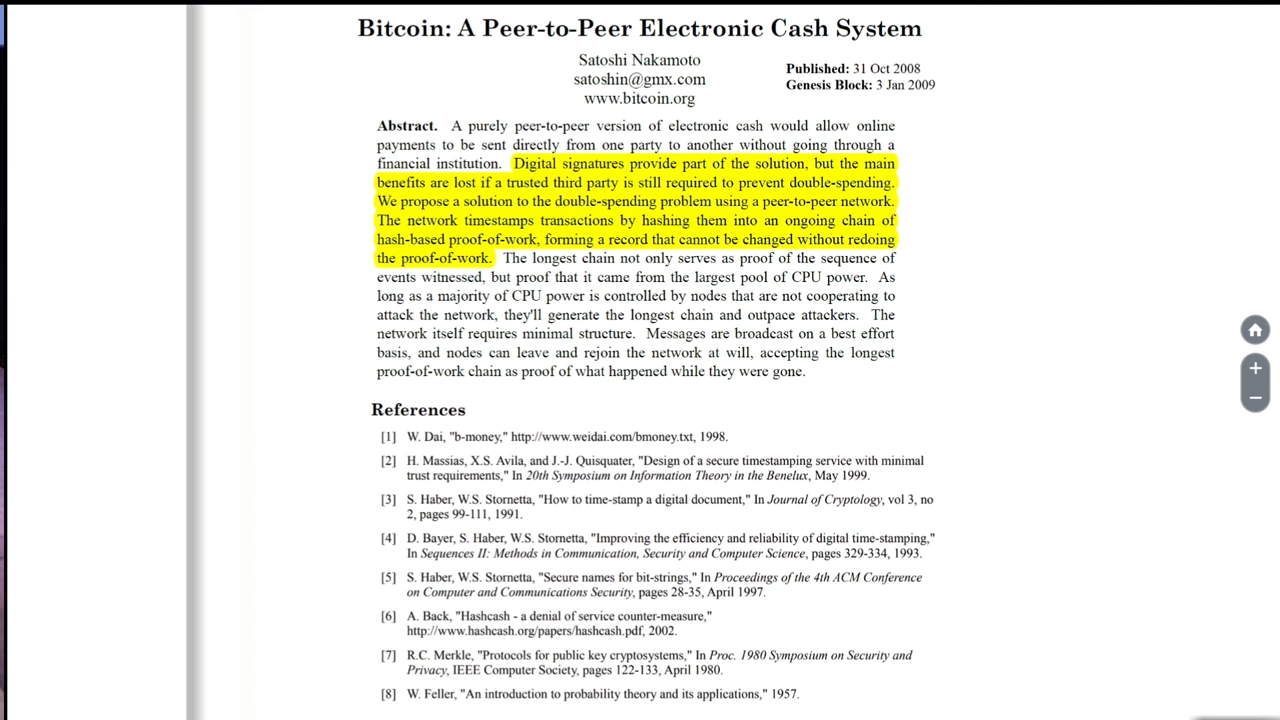 Bitcoin: A Peer-to-Peer Electronic Cash System
Satoshi Nakamoto
satoshin@gmx.com
www.bitcoin.org
Published: 31 Oct 2008
Genesis Block: 3 Jan 2009
Abstract. A purely peer-to-peer version of electronic cash would allow online
payments to be sent directly from one party to another without going through a
financial institution. Digital signatures provide part of the solution, but the main
benefits are lost if a trusted third party is still required to prevent double-spending.
We propose a solution to the double-spending problem using a peer-to-peer network.
The network timestamps transactions by hashing them into an ongoing chain of
hash-based proof-of-work, forming a record that cannot be changed without redoing
the proof-of-work. The longest chain not only serves as proof of the sequence of
events witnessed, but proof that it came from the largest pool of CPU power. As
long as a majority of CPU power is controlled by nodes that are not cooperating to
attack the network, they'll generate the longest chain and outpace attackers. The
network itself requires minimal structure. Messages are broadcast on a best effort
basis, and nodes can leave and rejoin the network at will, accepting the longest
proof-of-work chain as proof of what happened while they were gone.
References
[1] W. Dai, "b-money," http://www.weidai.com/bmoney.txt, 1998.
[2] H. Massias, X.S. Avila, and J.-J. Quisquater, "Design of a secure timestamping service with minimal
trust requirements," In 20th Symposium on Information Theory in the Benelux, May 1999.
[3] S. Haber, W.S. Stornetta, "How to time-stamp a digital document," In Journal of Cryptology, vol 3, no
2, pages 99-111, 1991.
[4] D. Bayer, S. Haber, W.S. Stornetta, "Improving the efficiency and reliability of digital time-stamping,"
In Sequences II: Methods in Communication, Security and Computer Science, pages 329-334, 1993.
[5] S. Haber, W.S. Stornetta, "Secure names for bit-strings," In Proceedings of the 4th ACM Conference
on Computer and Communications Security, pages 28-35, April 1997.
[6] A. Back, "Hashcash - a denial of service counter-measure,"
http://www.hashcash.org/papers/hashcash.pdf, 2002.
[7] R.C. Merkle, "Protocols for public key cryptosystems," In Proc. 1980 Symposium on Security and
Privacy, IEEE Computer Society, pages 122-133, April 1980.
[8] W. Feller, "An introduction to probability theory and its applications," 1957.